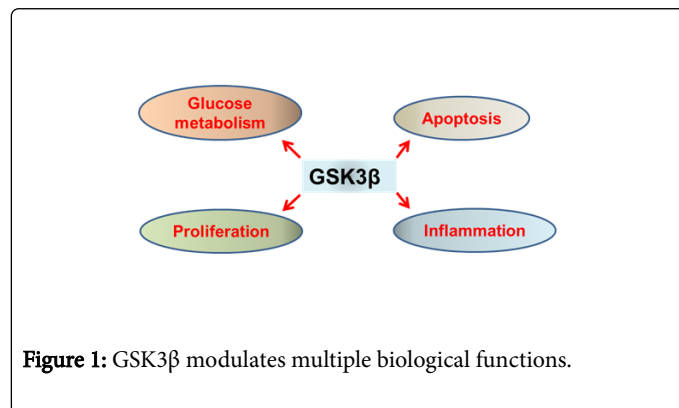 Glucose
metabolism
Apoptosis
GSK3β
Proliferation
Inflammation
Figure 1: GSK3β modulates multiple biological functions.